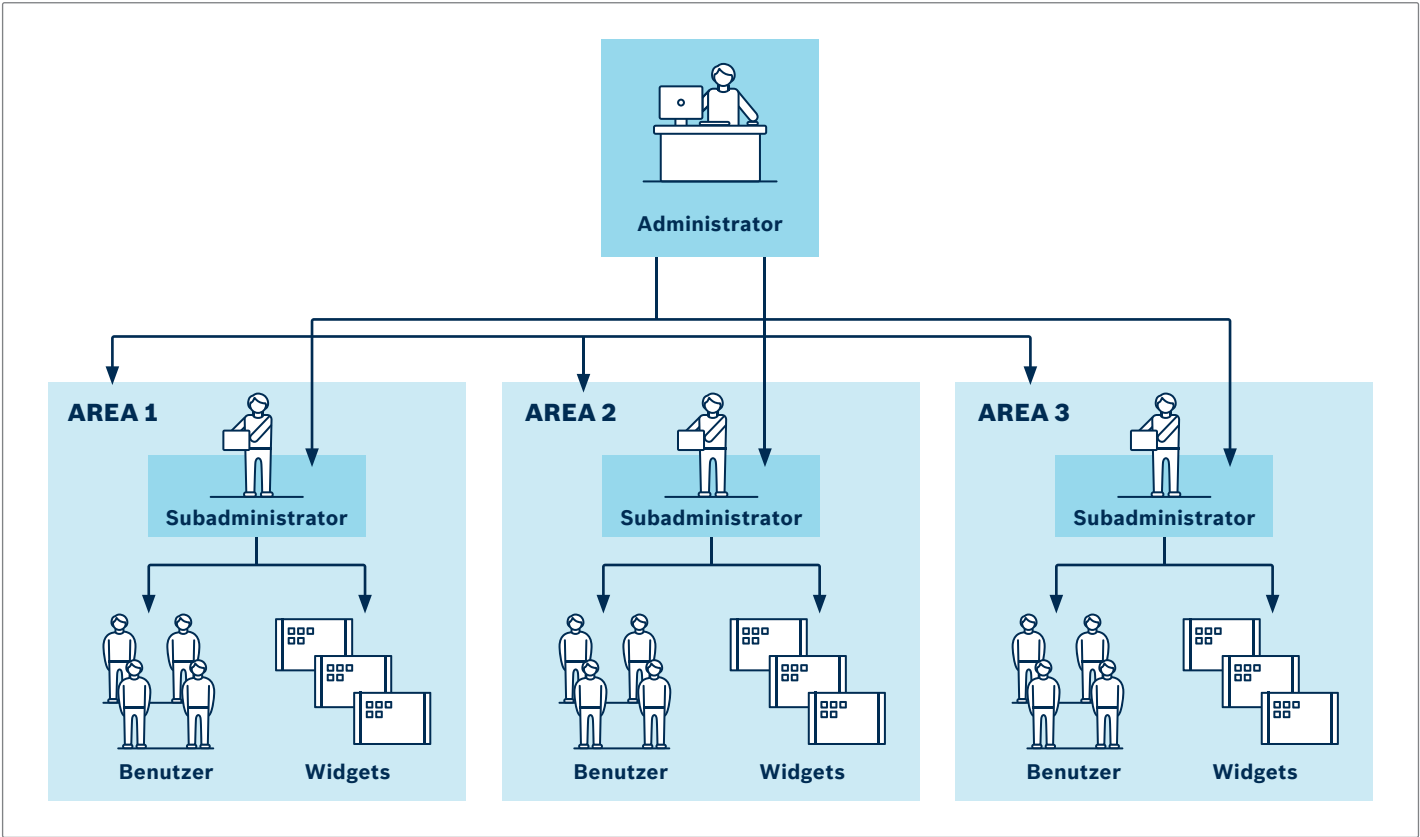 Administrator
AREA 1
Subadministrator
Benutzer
Widgets
AREA 2
Subadministrator
Benutzer
Widgets
AREA 3
Subadministrator
Benutzer
Widgets